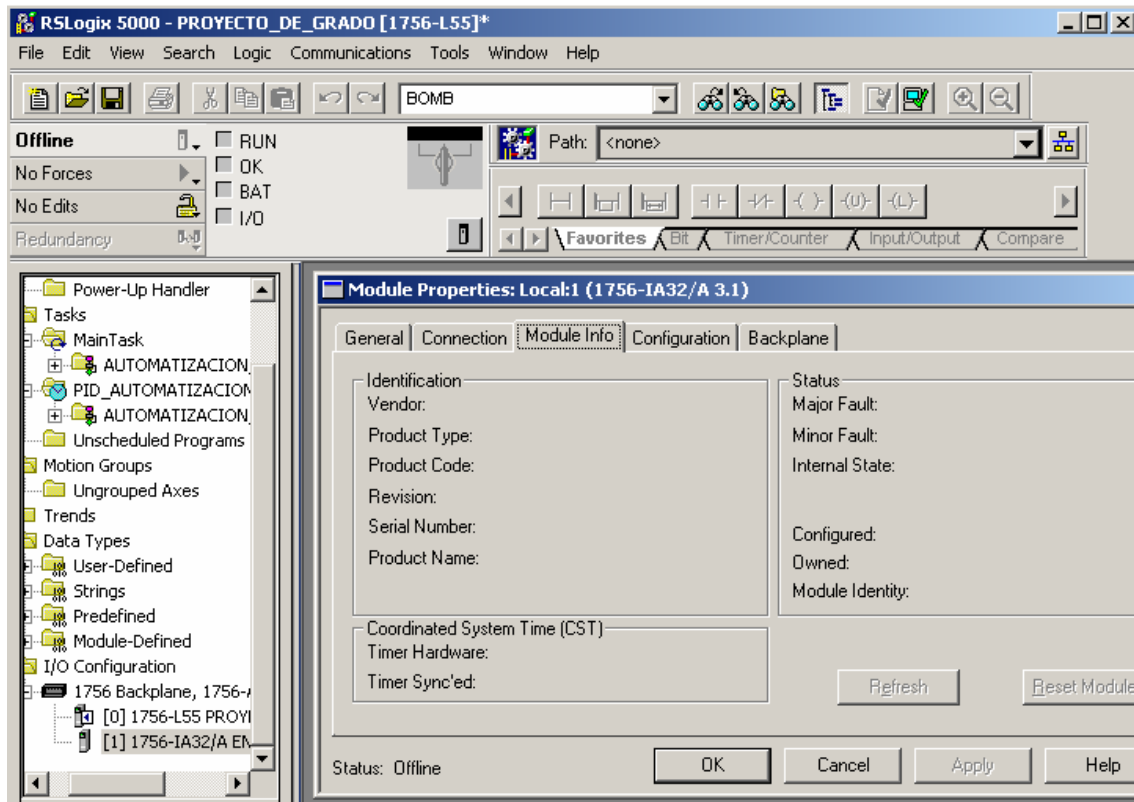 RSLogix 5000 - PROYECTO_DE_GRADO [1756-L55]*
File Edit View Search Logic Communications Tools Window Help
BOMB
Offline
RUN
No Forces
OK
No Edits
BAT
Redundancy
I/O
Path: <none>
Favorites Bit Timer/Counter Input/Output Compare
Power-Up Handler
Tasks
MainTask
AUTOMATIZACION_
PID_AUTOMATIZACION
AUTOMATIZACION_
Unscheduled Programs
Motion Groups
Ungrouped Axes
Trends
Data Types
User-Defined
Strings
Predefined
Module-Defined
I/O Configuration
1756 Backplane, 1756-
[0] 1756-L55 PROYE
[1] 1756-IA32/A EN
Module Properties: Local:1 (1756-IA32/A 3.1)
General Connection Module Info Configuration Backplane
Identification
Vendor:
Product Type:
Product Code:
Revision:
Serial Number:
Product Name:
Status
Major Fault:
Minor Fault:
Internal State:
Configured:
Owned:
Module Identity:
Coordinated System Time (CST)
Timer Hardware:
Timer Sync'ed:
Refresh Reset Module
Status: Offline
OK Cancel Apply Help